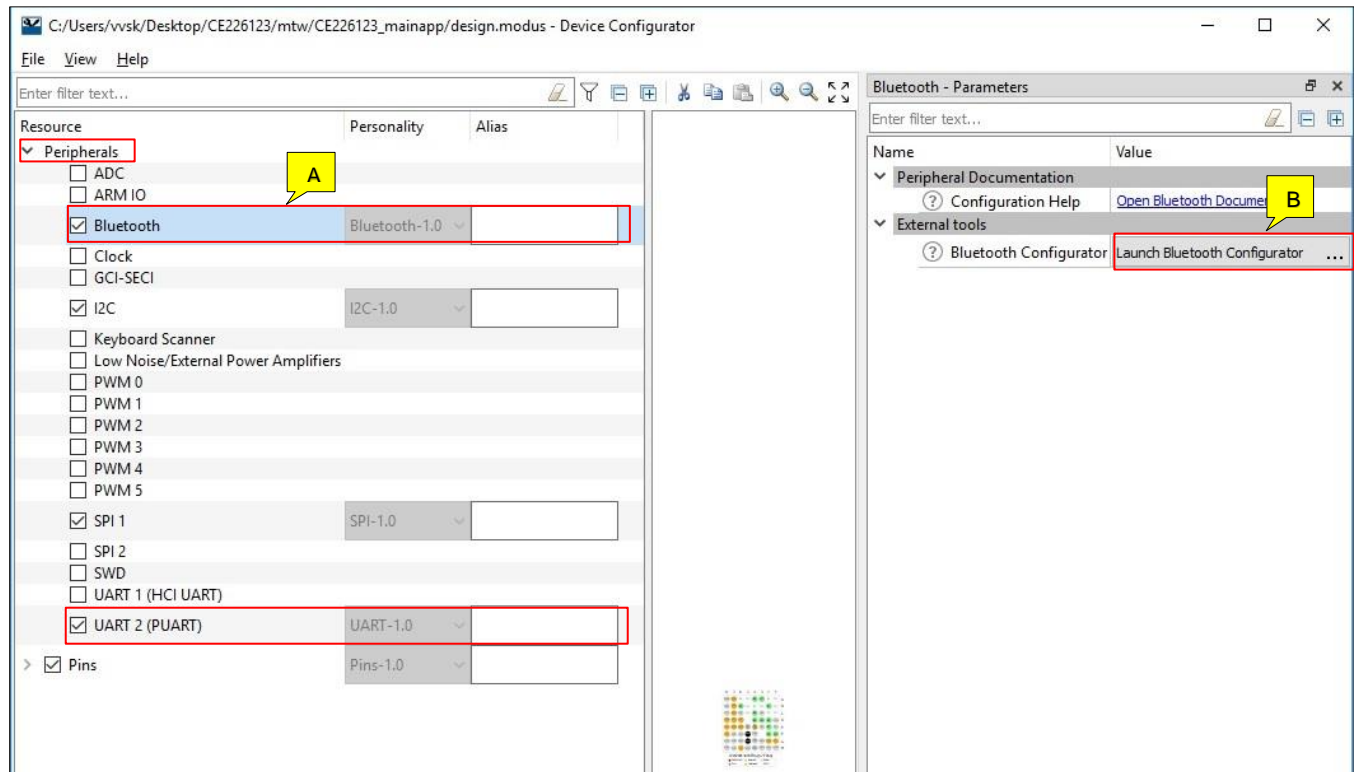 C:/Users/vvsk/Desktop/CE226123/mtw/CE226123_mainapp/design.modus - Device Configurator
File View Help
Enter filter text...
Resource Personality Alias
Peripherals
ADC
A
ARM IO
Bluetooth Bluetooth-1.0
Clock
GCI-SECI
I2C I2C-1.0
Keyboard Scanner
Low Noise/External Power Amplifiers
PWM 0
PWM 1
PWM 2
PWM 3
PWM 4
PWM 5
SPI 1 SPI-1.0
SPI 2
SWD
UART 1 (HCI UART)
UART 2 (PUART) UART-1.0
Pins Pins-1.0
Bluetooth - Parameters
Enter filter text...
Name Value
Peripheral Documentation
Configuration Help Open Bluetooth
B
External tools
Bluetooth Configurator Launch Bluetooth Configurator ...